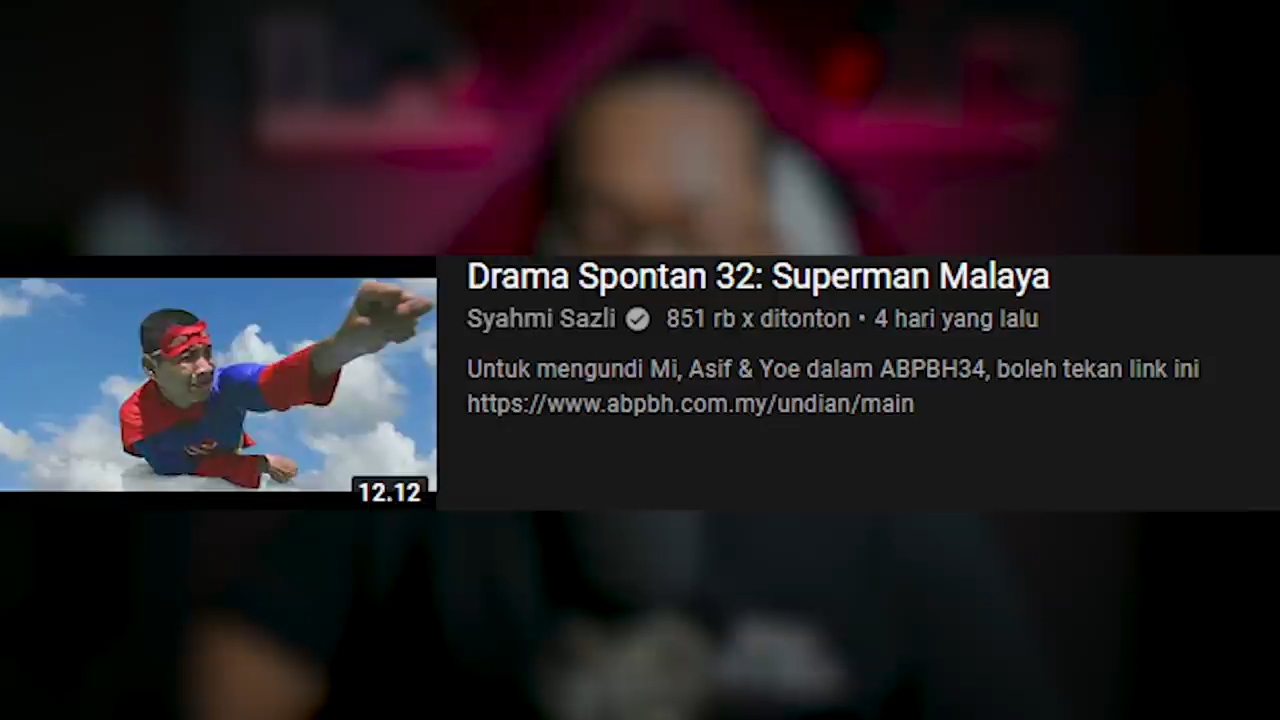 Drama Spontan 32: Superman Malaya
Syahmi Sazli 851 rb x ditonton • 4 hari yang lalu
Untuk mengundi Mi, Asif & Yoe dalam ABPBH34, boleh tekan link ini
https://www.abpbh.com.my/undian/main
12.12